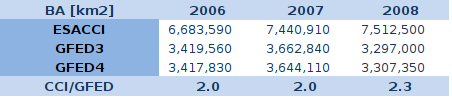 BA [km2] 2006 2007 2008
ESACCI 6,683,590 7,440,910 7,512,500
GFED3 3,419,560 3,662,840 3,297,000
GFED4 3,417,830 3,644,110 3,307,350
CCI/GFED 2.0 2.0 2.3